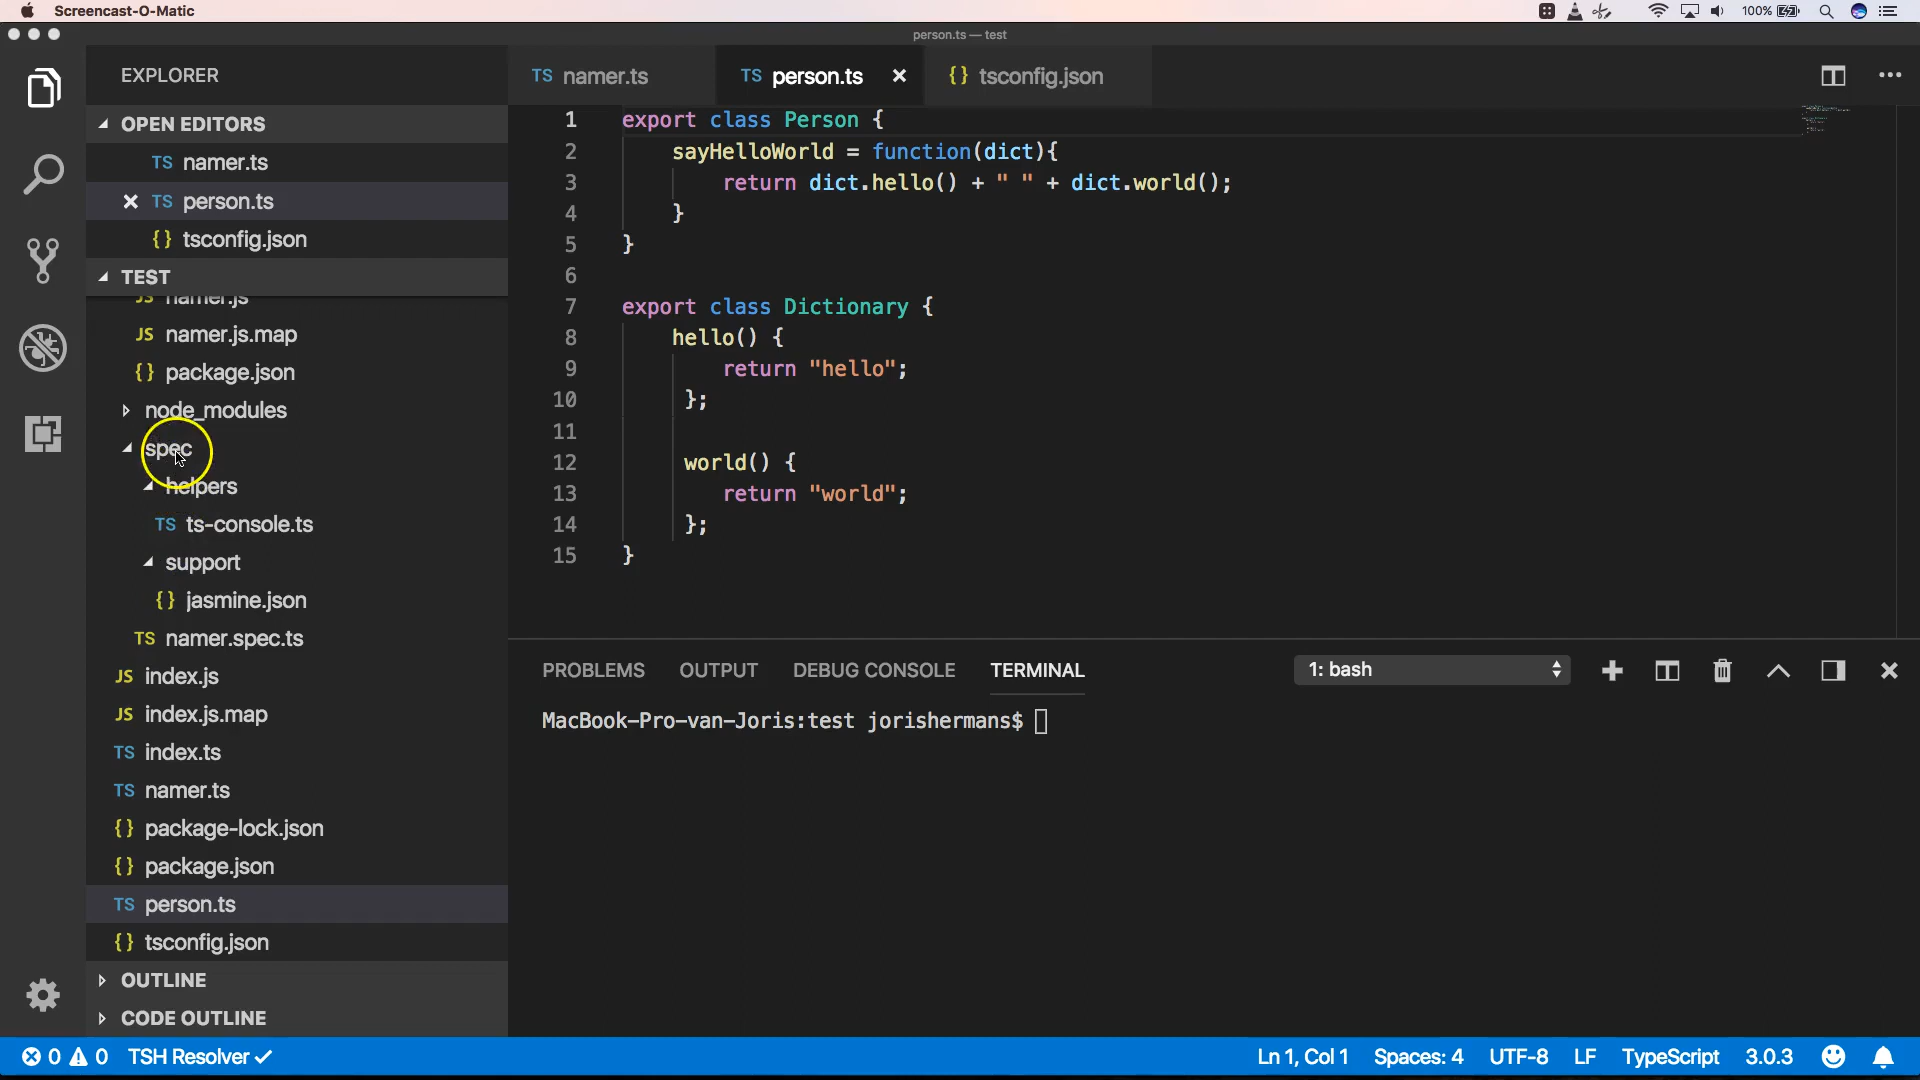 Screencast-O-Matic
100%
person.ts — test
EXPLORER
OPEN EDITORS
TS namer.ts
TS person.ts
{} tsconfig.json
TEST
JS namer.js
JS namer.js.map
{} package.json
node_modules
spec
helpers
TS ts-console.ts
support
{} jasmine.json
TS namer.spec.ts
JS index.js
JS index.js.map
TS index.ts
TS namer.ts
{} package-lock.json
{} package.json
TS person.ts
{} tsconfig.json
OUTLINE
CODE OUTLINE
TS namer.ts TS person.ts {} tsconfig.json
1 export class Person {
2 sayHelloWorld = function(dict){
3 return dict.hello() + " " + dict.world();
4 }
5 }
6
7 export class Dictionary {
8 hello() {
9 return "hello";
10 };
11
12 world() {
13 return "world";
14 };
15 }
PROBLEMS OUTPUT DEBUG CONSOLE TERMINAL 1: bash
MacBook-Pro-van-Joris:test jorishermans$
0 0 TSH Resolver Ln 1, Col 1 Spaces: 4 UTF-8 LF TypeScript 3.0.3